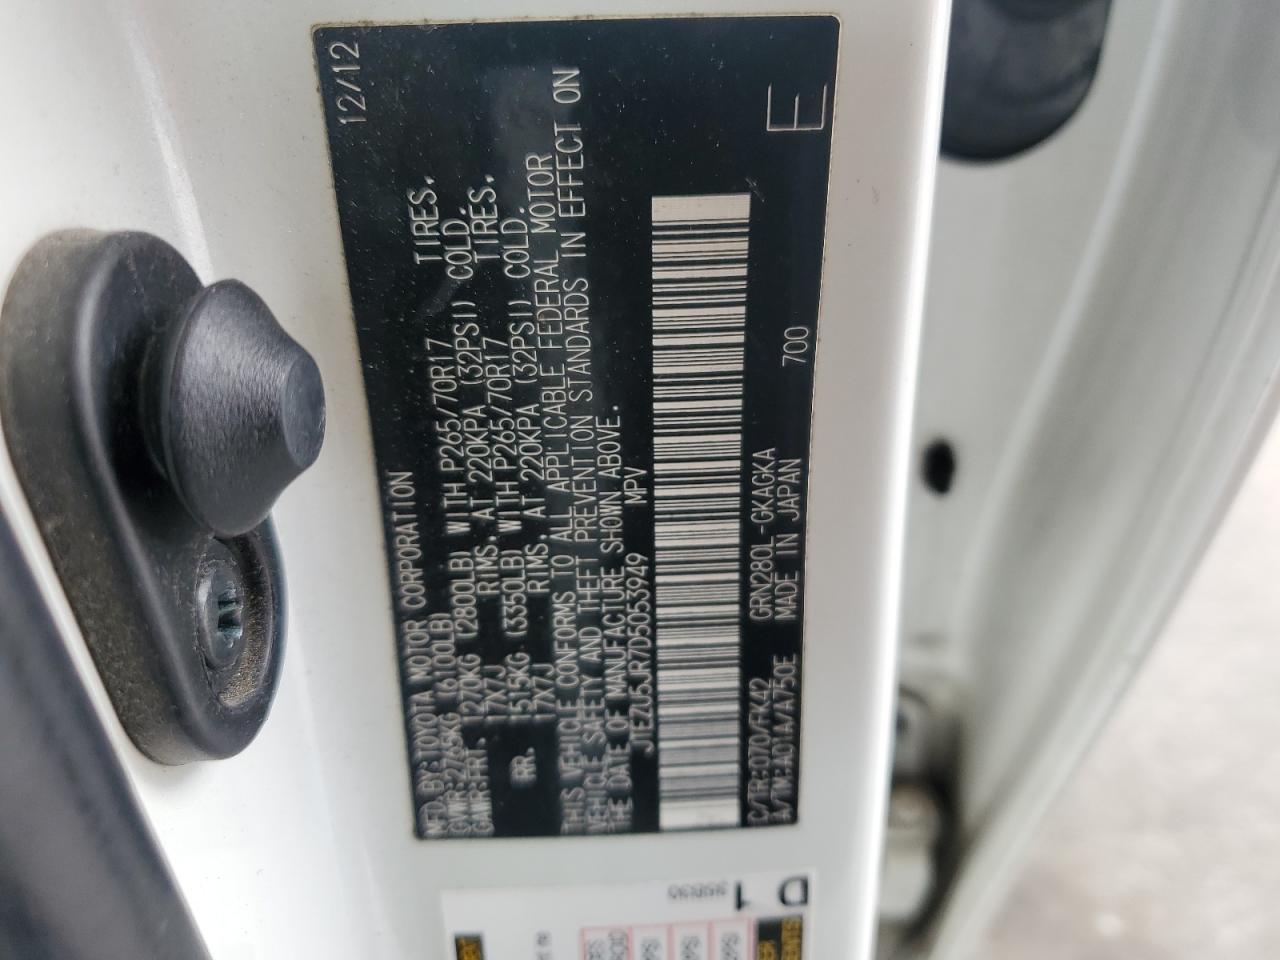 MFD. BY: TOYOTA MOTOR CORPORATION 12/12
GVWR: 2765KG (6100LB)
GAWR: FRT. 1270KG (2800LB) WITH P265/70R17 TIRES.
17X7J RIMS. AT 220KPA (32PSI) COLD.
RR. 1515KG (3350LB) WITH P265/70R17 TIRES.
17X7J RIMS. AT 220KPA (32PSI) COLD.
THIS VEHICLE CONFORMS TO ALL APPLICABLE FEDERAL MOTOR
VEHICLE SAFETY AND THEFT PREVENTION STANDARDS IN EFFECT ON
THE DATE OF MANUFACTURE SHOWN ABOVE.
JTEZU5JR7D5053949 MPV
C/TR: 070/FK42 GRN280L-GKAGKA
A/TM: A01A/A750E MADE IN JAPAN 700
E
D1